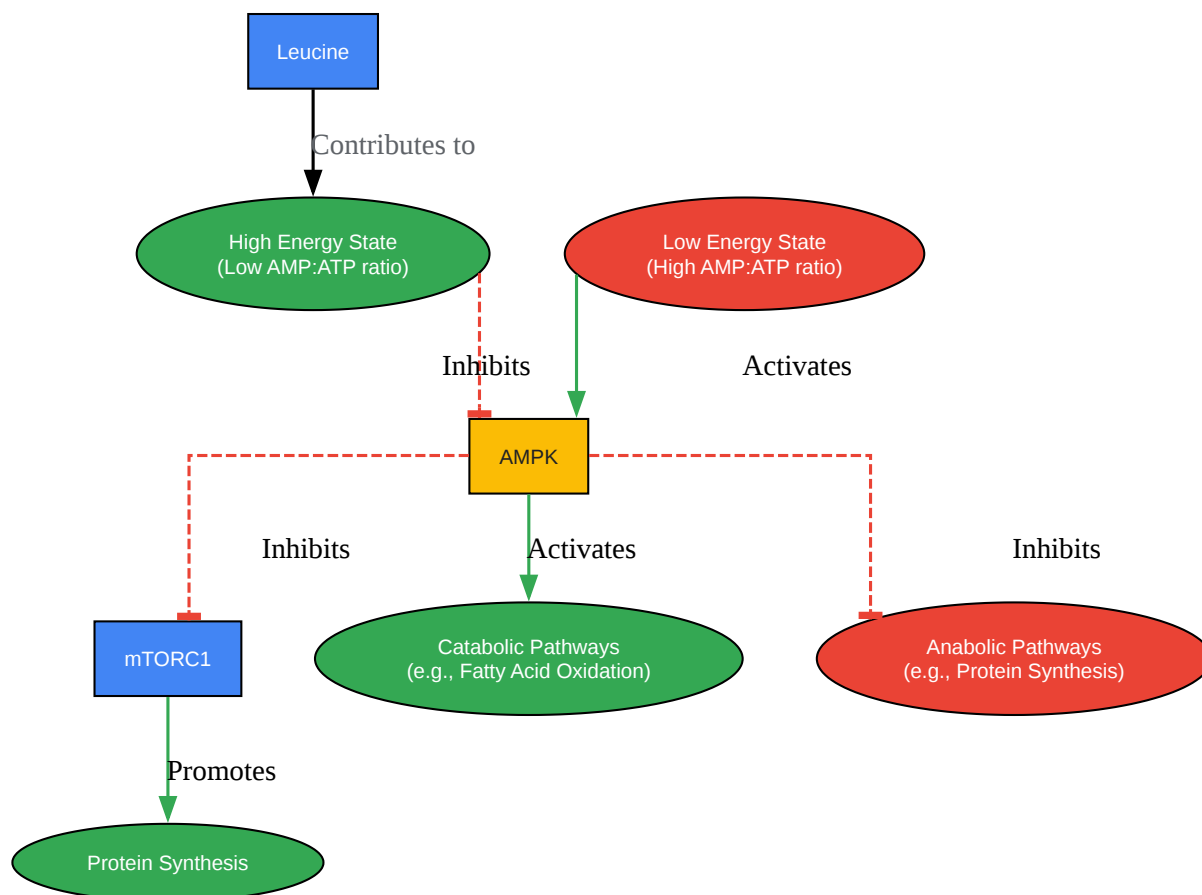 Leucine
Contributes to
High Energy State
(Low AMP:ATP ratio)
Low Energy State
(High AMP:ATP ratio)
Inhibits
Activates
AMPK
Inhibits
Activates
Inhibits
mTORC1
Catabolic Pathways
(e.g., Fatty Acid Oxidation)
Anabolic Pathways
(e.g., Protein Synthesis)
Promotes
Protein Synthesis